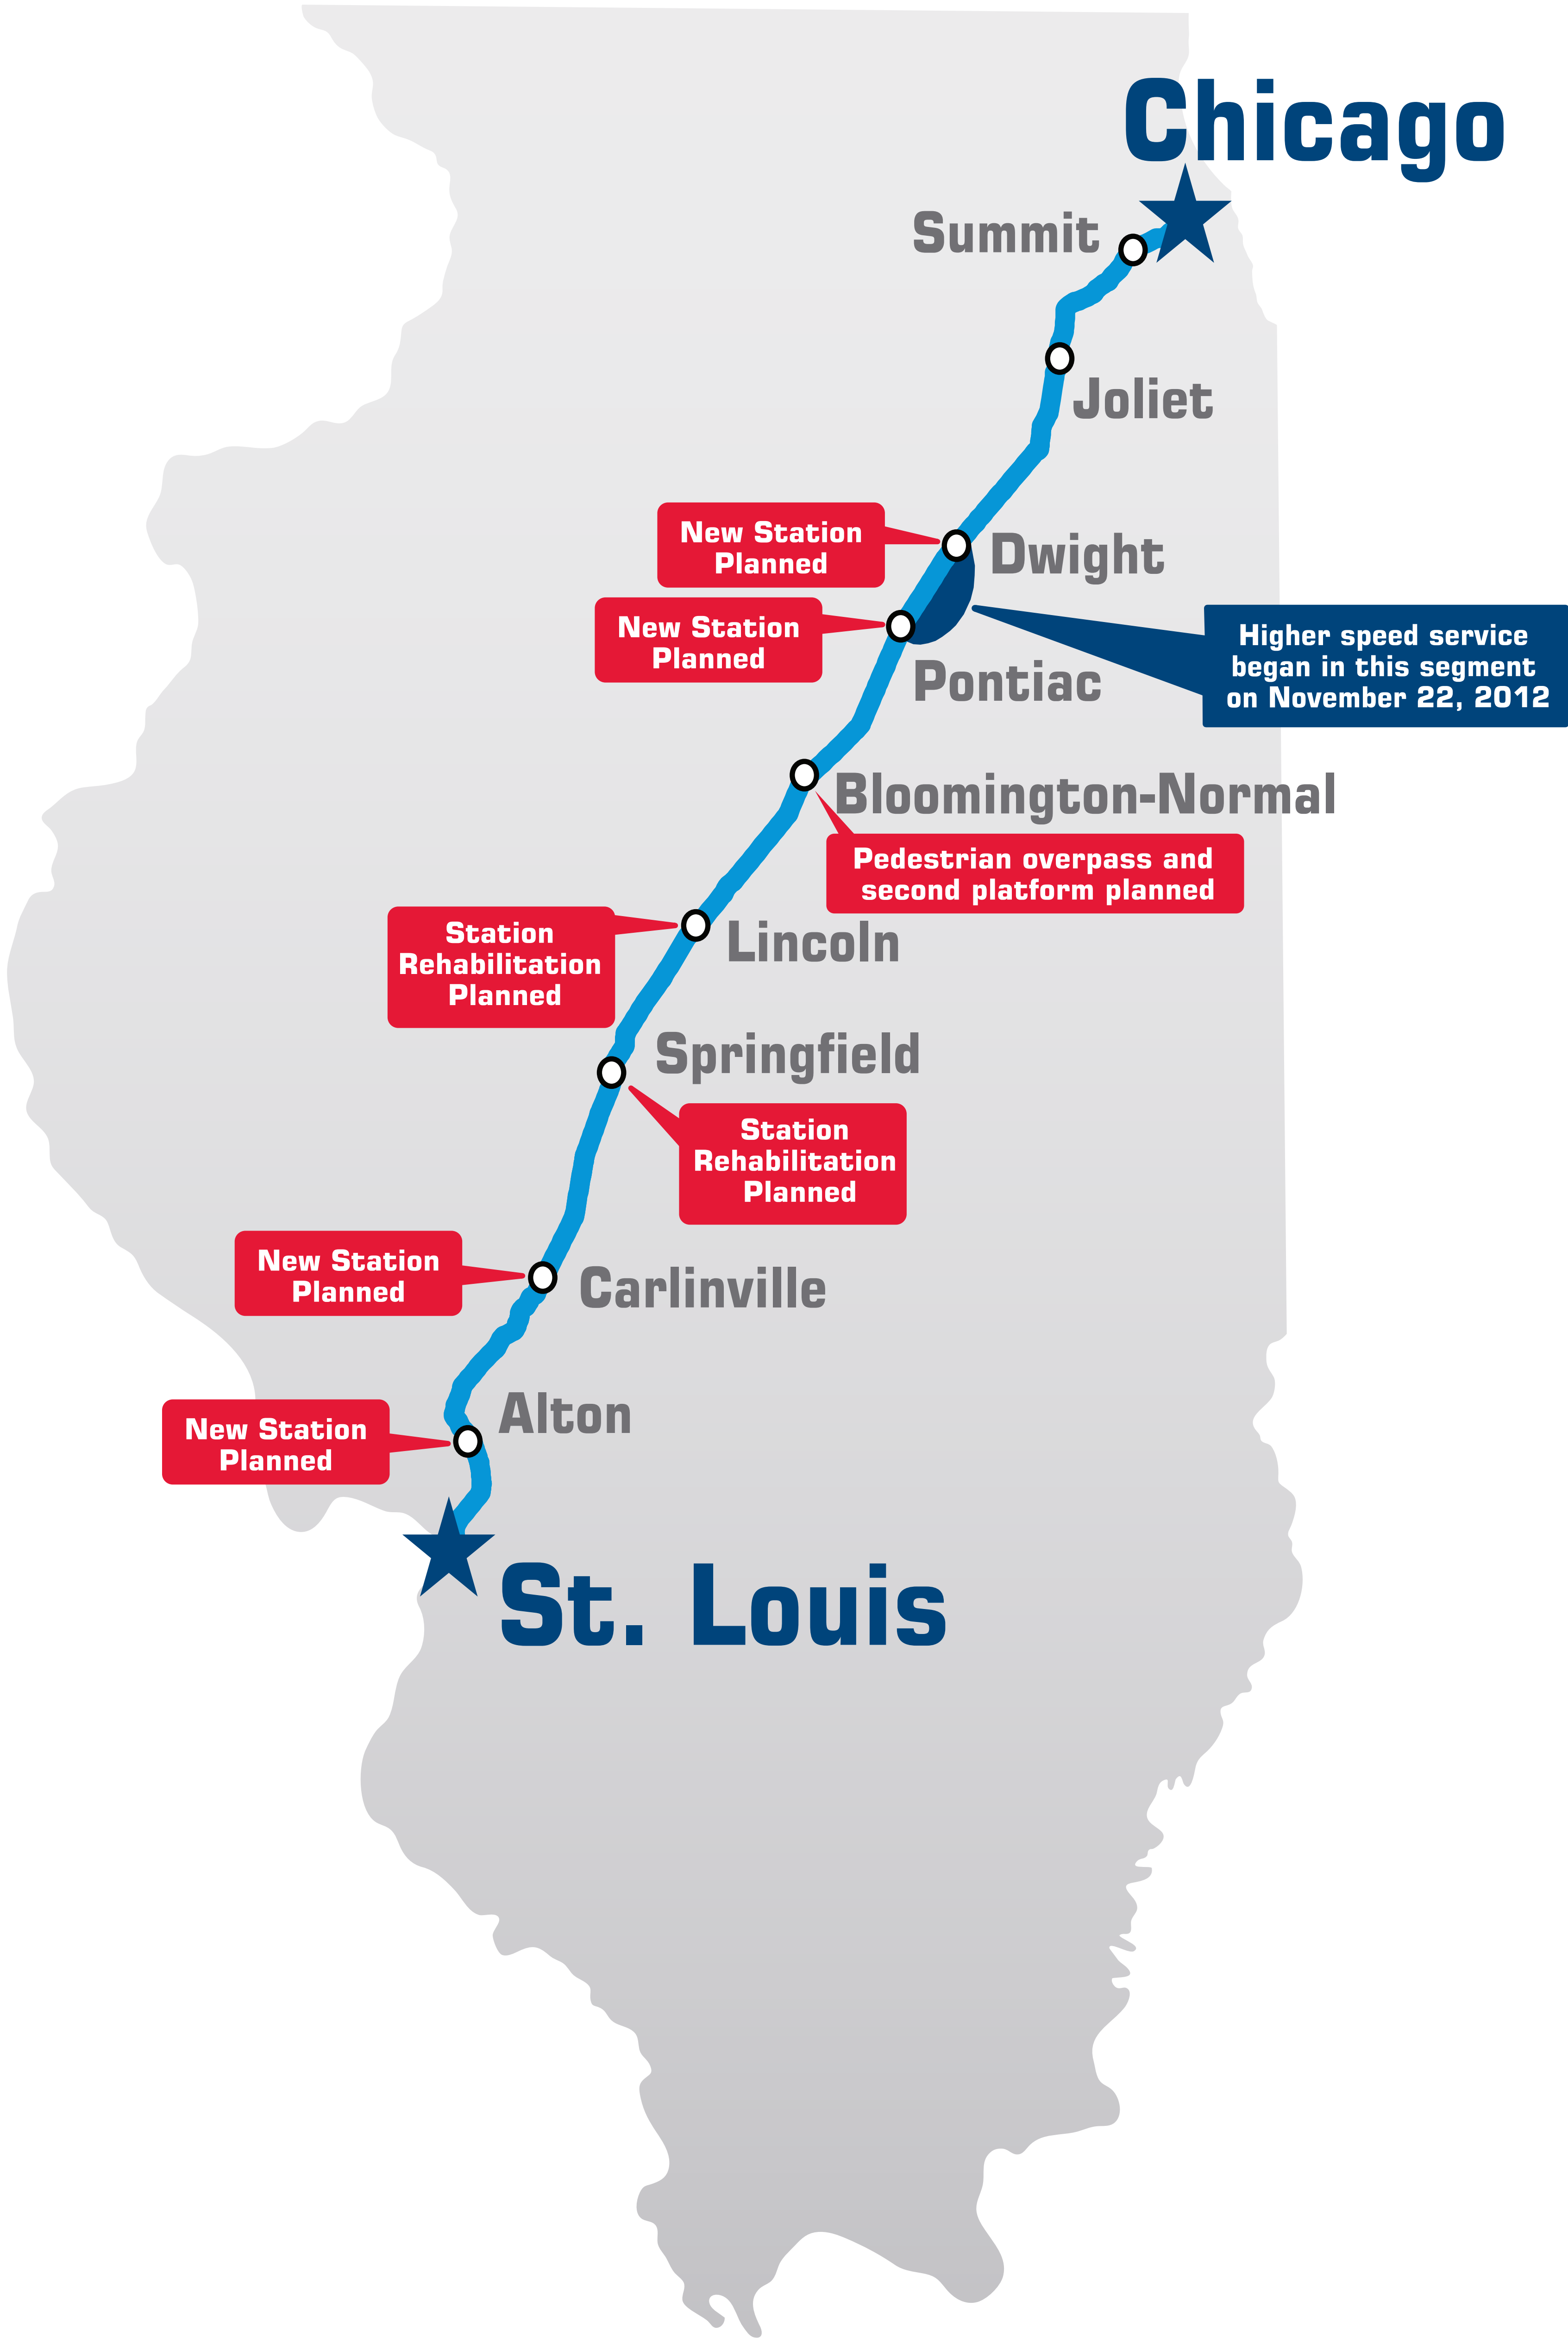 Chicago
Summit
Joliet
New Station
Planned
Dwight
New Station
Planned
Higher speed service
began in this segment
on November 22, 2012
Pontiac
Bloomington-Normal
Pedestrian overpass and
second platform planned
Station
Rehabilitation
Planned
Lincoln
Springfield
Station
Rehabilitation
Planned
New Station
Planned
Carlinville
Alton
New Station
Planned
St. Louis